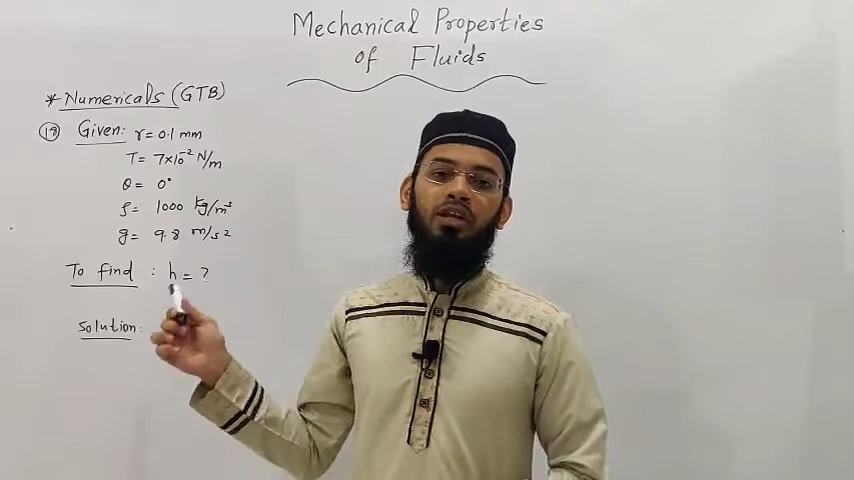 Mechanical Properties
of Fluids
*Numericals (GTB)
18 Given: r = 0.1 mm
T = 7×10⁻² N/m
θ = 0°
ρ = 1000 kg/m³
g = 9.8 m/s²
To find : h = ?
Solution: